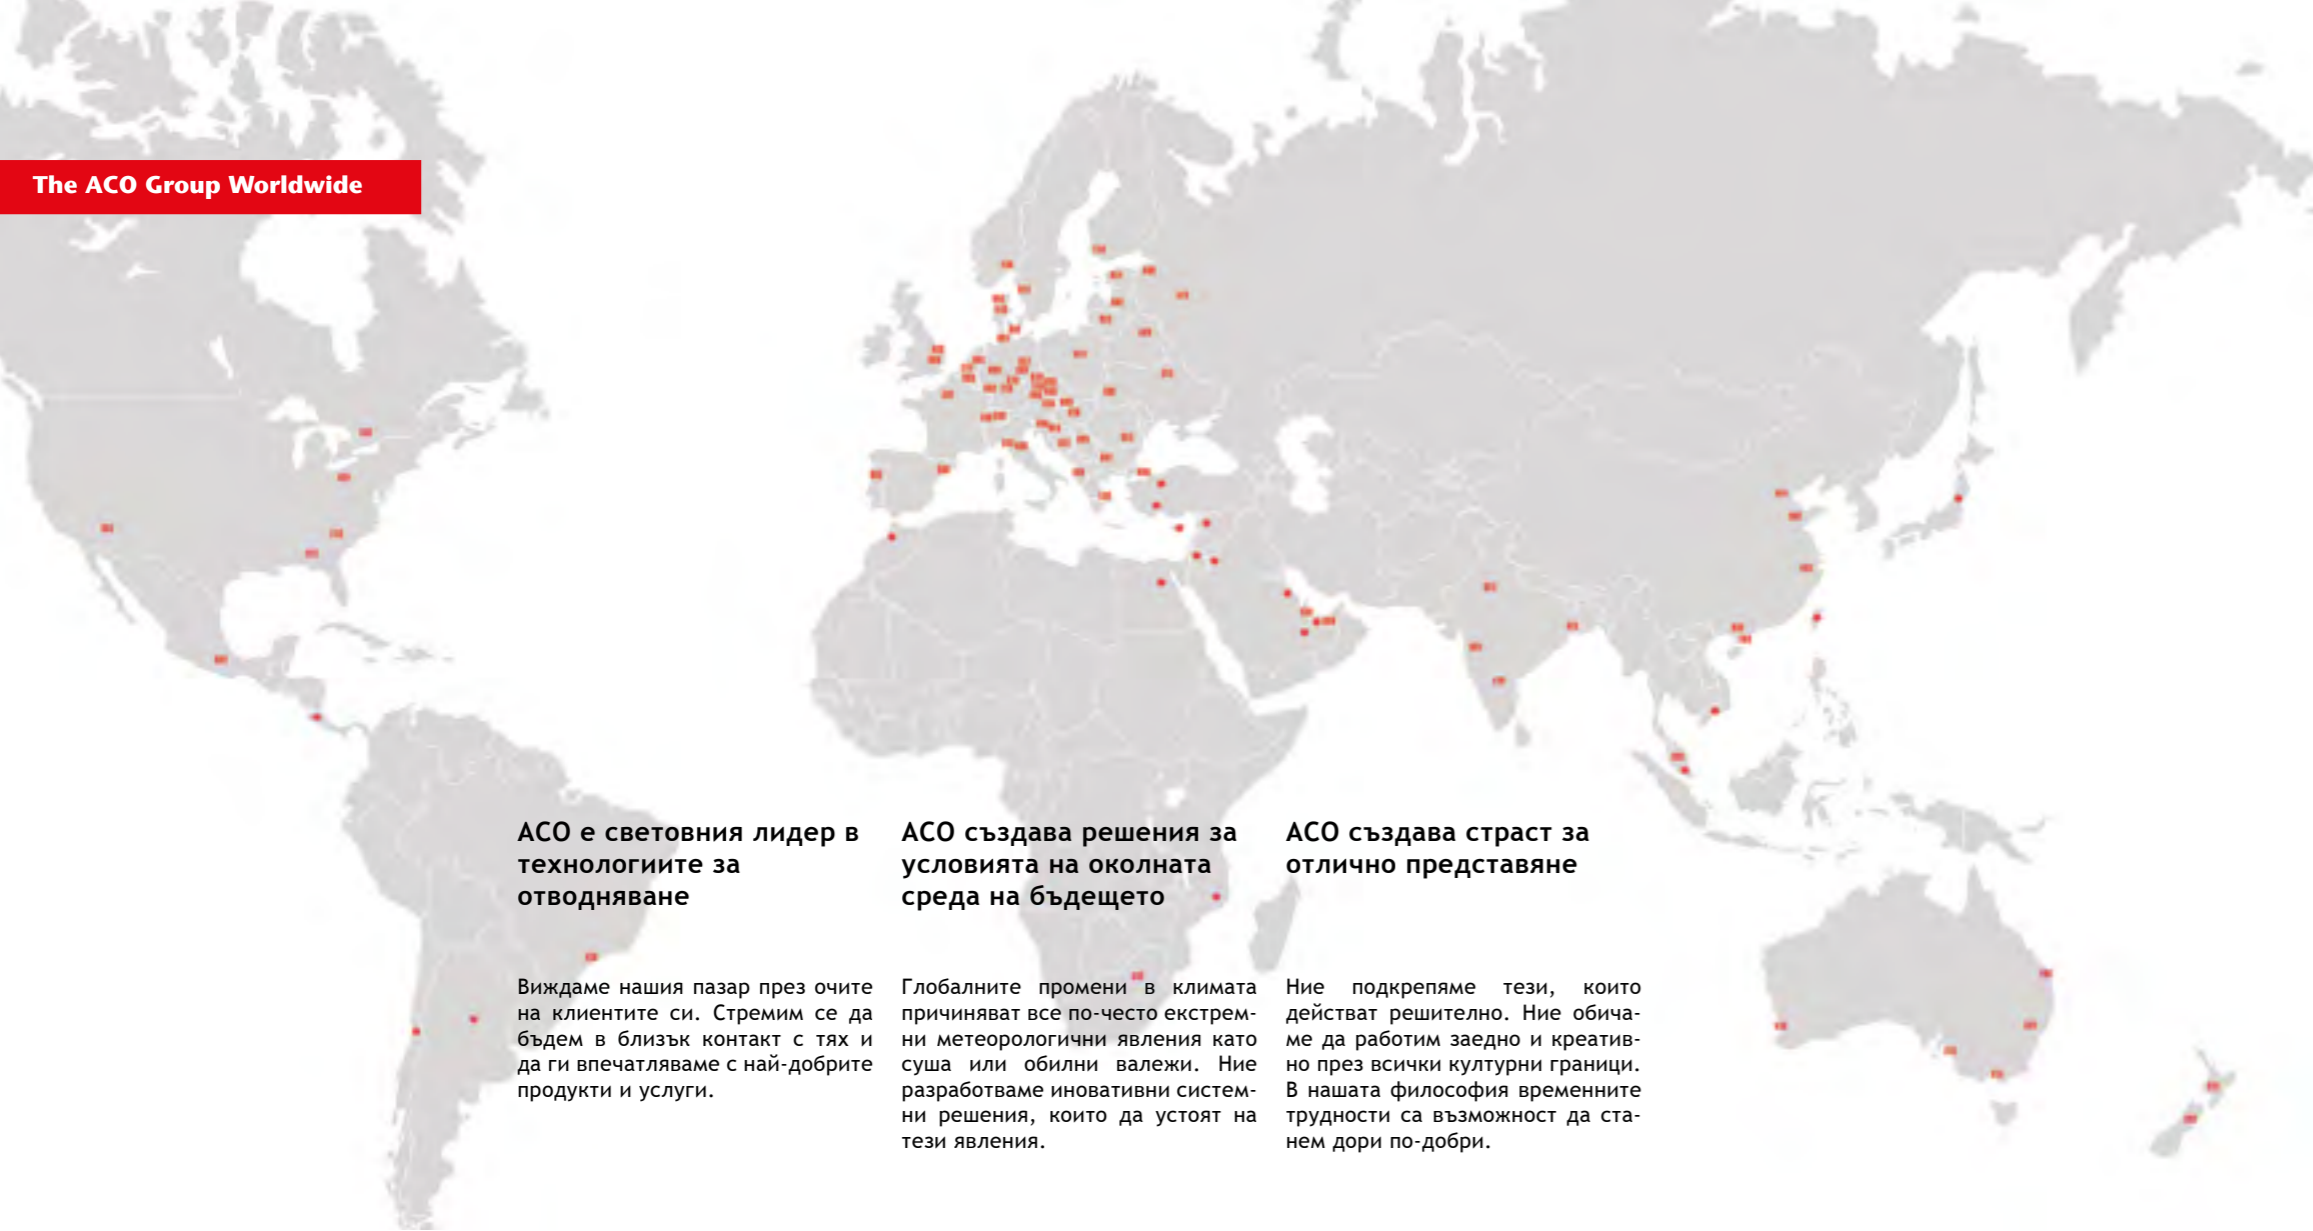 The ACO Group Worldwide
ACO е световния лидер в
технологиите за
отводняване
Виждаме нашия пазар през очите
на клиентите си. Стремим се да
бъдем в близък контакт с тях и
да ги впечатляваме с най-добрите
продукти и услуги.
ACO създава решения за
условията на околната
среда на бъдещето
Глобалните промени в климата
причиняват все по-често екстрем-
ни метеорологични явления като
суша или обилни валежи. Ние
разработваме иновативни систем-
ни решения, които да устоят на
тези явления.
ACO създава страст за
отлично представяне
Ние подкрепяме тези, които
действат решително. Ние обича-
ме да работим заедно и креатив-
но през всички културни граници.
В нашата философия временните
трудности са възможност да ста-
нем дори по-добри.